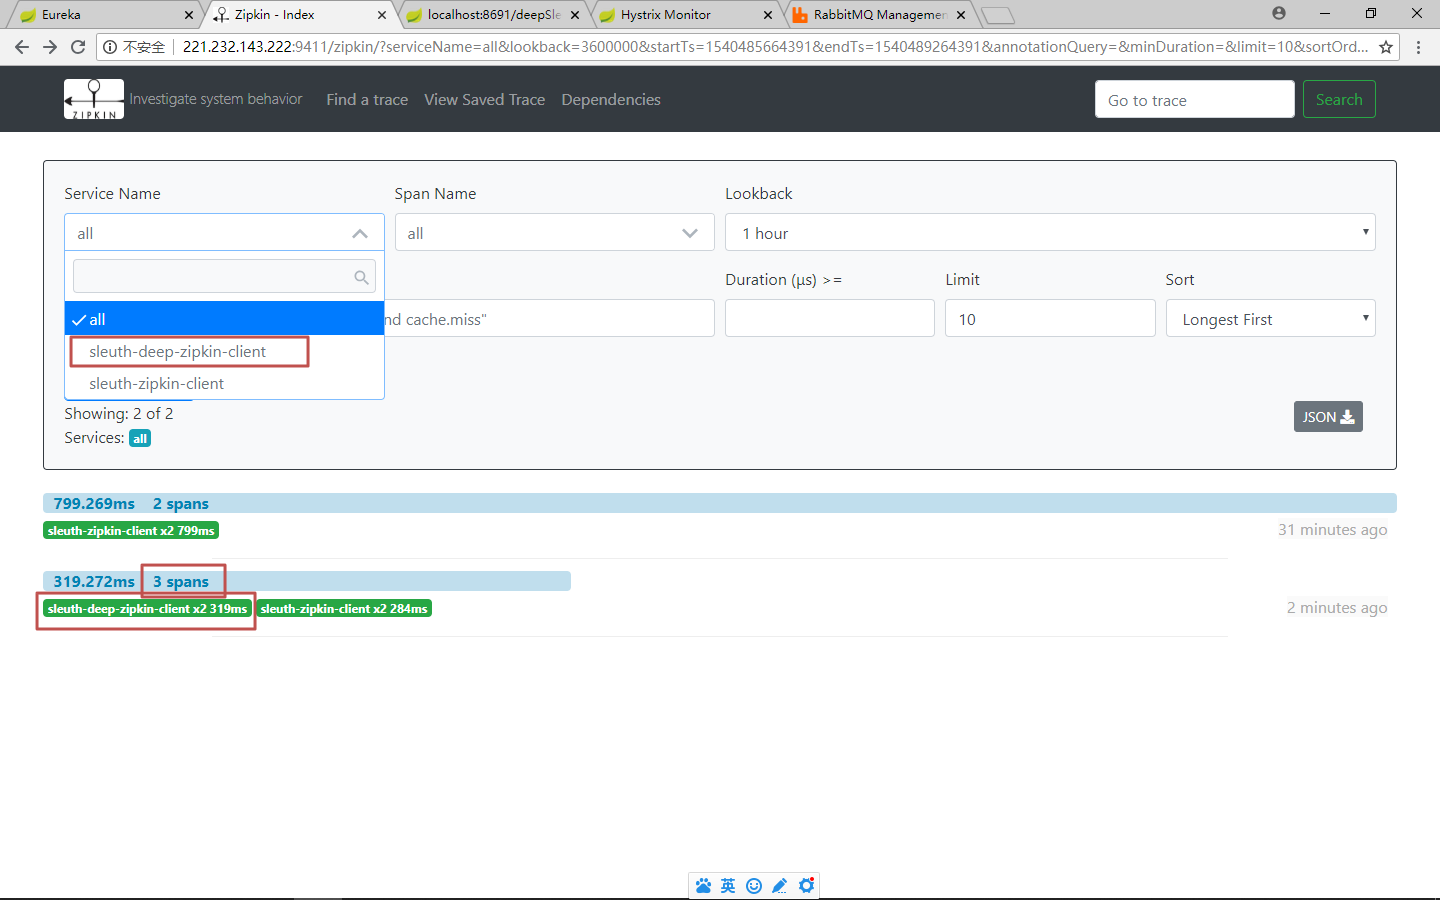 Eureka
Zipkin - Index
localhost:8691/deepSle
Hystrix Monitor
RabbitMQ Managemen
不安全
221.232.143.222:9411/zipkin/?serviceName=all&lookback=3600000&startTs=1540485664391&endTs=1540489264391&annotationQuery=&minDuration=&limit=10&sortOrd...
ZIPKIN
Investigate system behavior
Find a trace
View Saved Trace
Dependencies
Go to trace
Search
Service Name
Span Name
Lookback
all
all
1 hour
Duration (μs) >=
Limit
Sort
all
nd cache.miss"
10
Longest First
sleuth-deep-zipkin-client
sleuth-zipkin-client
Showing: 2 of 2
Services: all
JSON
799.269ms 2 spans
sleuth-zipkin-client x2 799ms
31 minutes ago
319.272ms 3 spans
sleuth-deep-zipkin-client x2 319ms
sleuth-zipkin-client x2 284ms
2 minutes ago
英